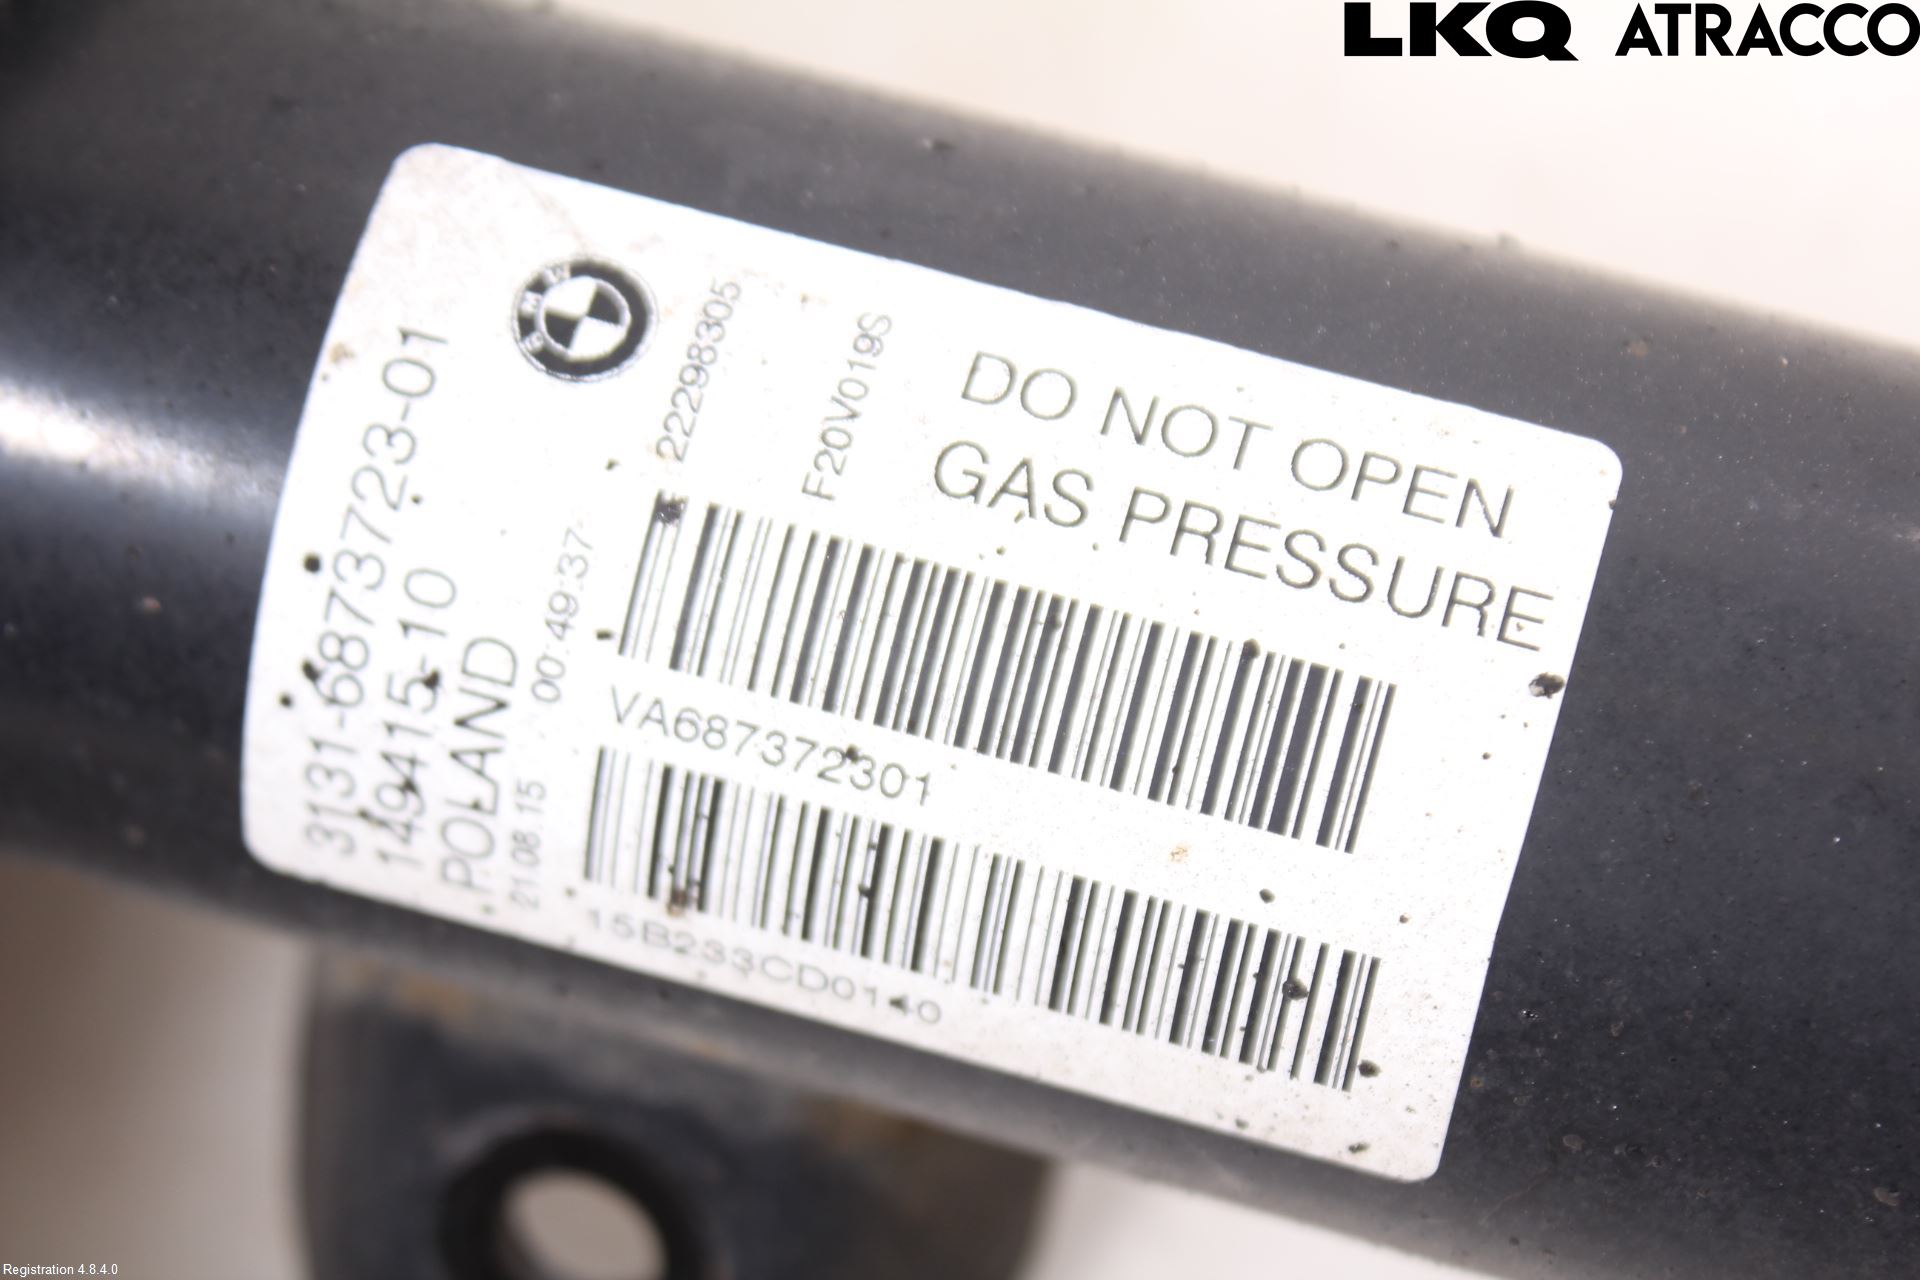 LKQ ATRACCO
3131-6873723-01
149415-10
POLAND
21.08.15 00:49:37
BMW
22298305
F20V019S
DO NOT OPEN
GAS PRESSURE
VA687372301
15B233CD0140
Registration 4.8.4.0